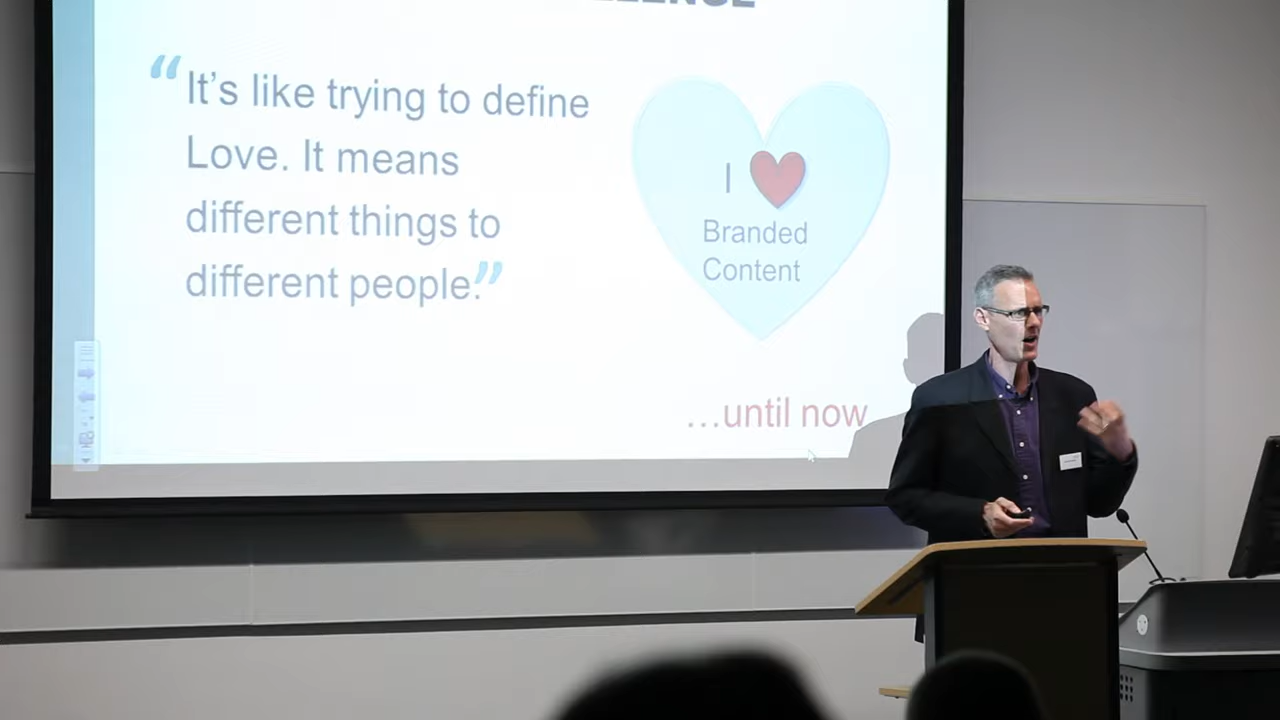 “It’s like trying to define
Love. It means
different things to
different people.”
I ❤
Branded
Content
…until now